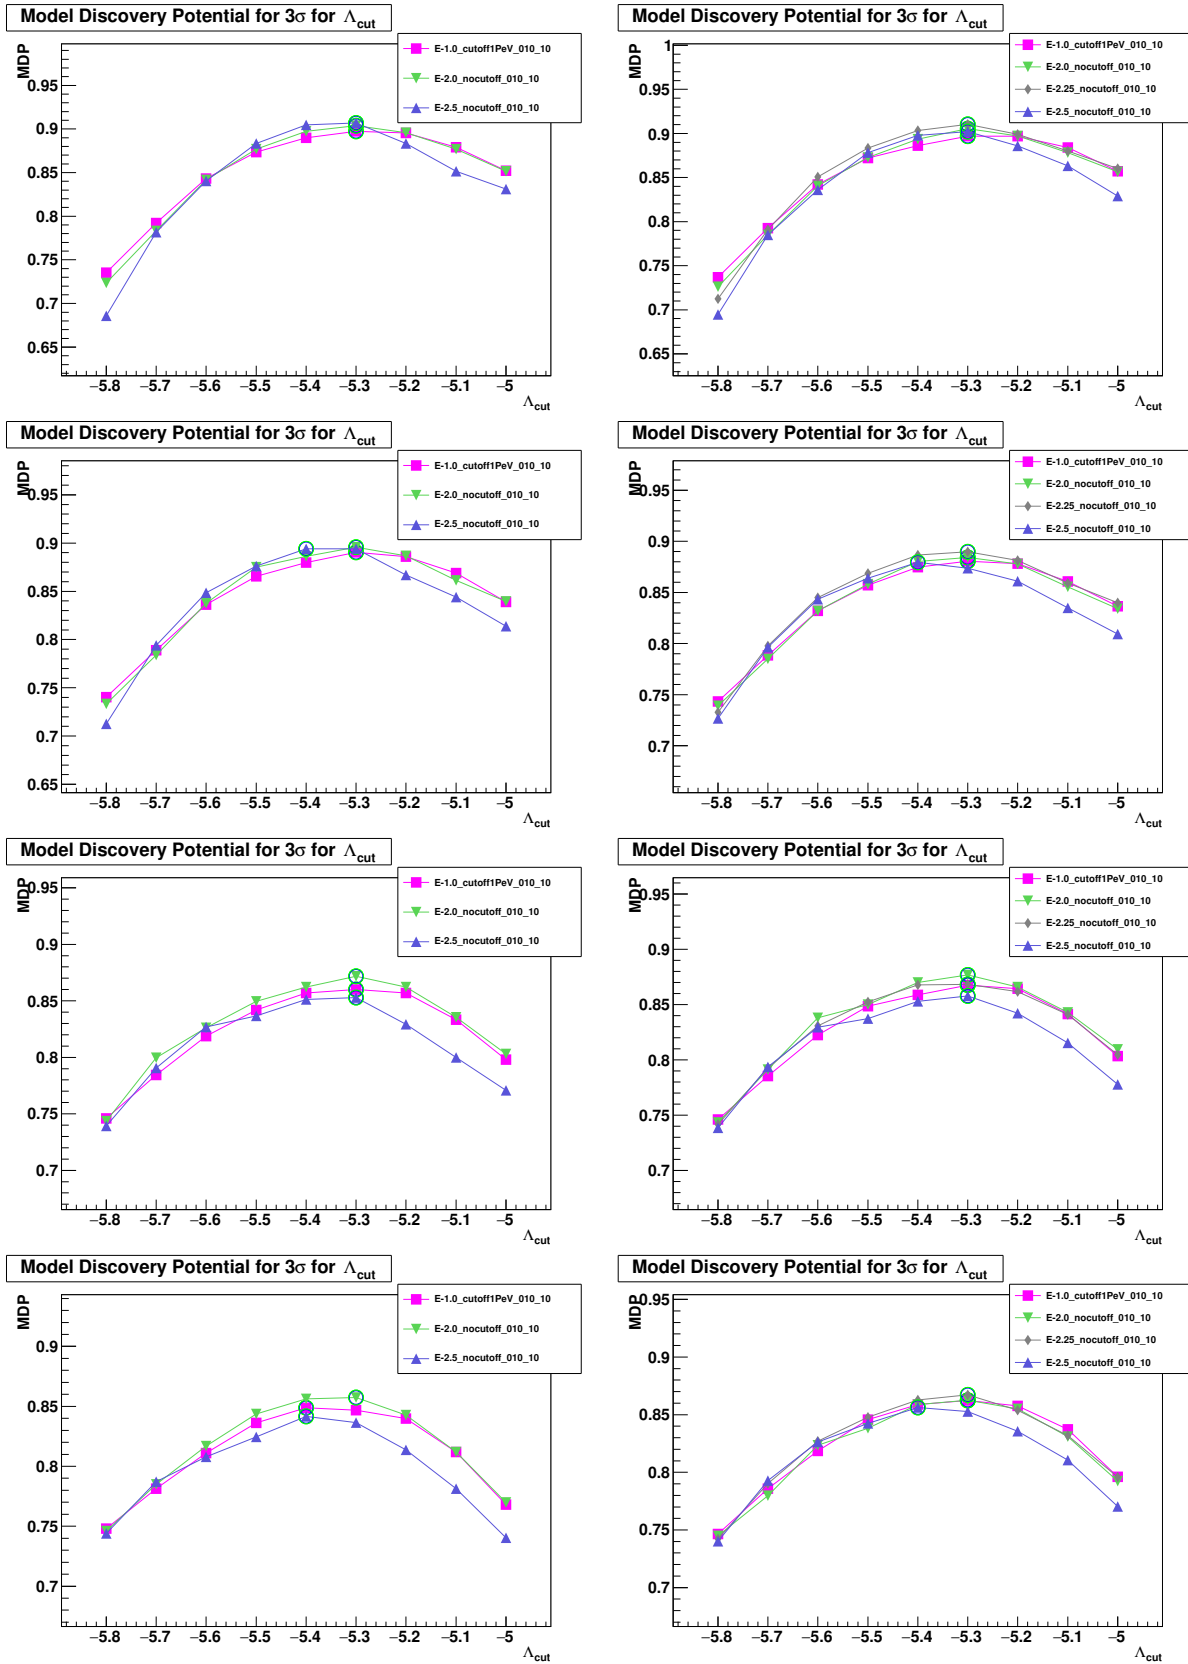 Model Discovery Potential for 3σ for Λcut
MDP
E-1.0_cutoff1PeV_010_10
E-2.0_nocutoff_010_10
E-2.5_nocutoff_010_10
0.95
0.9
0.85
0.8
0.75
0.7
0.65
−5.8 −5.7 −5.6 −5.5 −5.4 −5.3 −5.2 −5.1 −5
Λcut
Model Discovery Potential for 3σ for Λcut
MDP
E-1.0_cutoff1PeV_010_10
E-2.0_nocutoff_010_10
E-2.25_nocutoff_010_10
E-2.5_nocutoff_010_10
1
0.95
0.9
0.85
0.8
0.75
0.7
0.65
−5.8 −5.7 −5.6 −5.5 −5.4 −5.3 −5.2 −5.1 −5
Λcut
Model Discovery Potential for 3σ for Λcut
MDP
E-1.0_cutoff1PeV_010_10
E-2.0_nocutoff_010_10
E-2.5_nocutoff_010_10
0.95
0.9
0.85
0.8
0.75
0.7
0.65
−5.8 −5.7 −5.6 −5.5 −5.4 −5.3 −5.2 −5.1 −5
Λcut
Model Discovery Potential for 3σ for Λcut
MDP
E-1.0_cutoff1PeV_010_10
E-2.0_nocutoff_010_10
E-2.25_nocutoff_010_10
E-2.5_nocutoff_010_10
0.95
0.9
0.85
0.8
0.75
0.7
−5.8 −5.7 −5.6 −5.5 −5.4 −5.3 −5.2 −5.1 −5
Λcut
Model Discovery Potential for 3σ for Λcut
MDP
E-1.0_cutoff1PeV_010_10
E-2.0_nocutoff_010_10
E-2.5_nocutoff_010_10
0.95
0.9
0.85
0.8
0.75
0.7
−5.8 −5.7 −5.6 −5.5 −5.4 −5.3 −5.2 −5.1 −5
Λcut
Model Discovery Potential for 3σ for Λcut
MDP
E-1.0_cutoff1PeV_010_10
E-2.0_nocutoff_010_10
E-2.25_nocutoff_010_10
E-2.5_nocutoff_010_10
0.95
0.9
0.85
0.8
0.75
0.7
−5.8 −5.7 −5.6 −5.5 −5.4 −5.3 −5.2 −5.1 −5
Λcut
Model Discovery Potential for 3σ for Λcut
MDP
E-1.0_cutoff1PeV_010_10
E-2.0_nocutoff_010_10
E-2.5_nocutoff_010_10
0.9
0.85
0.8
0.75
0.7
−5.8 −5.7 −5.6 −5.5 −5.4 −5.3 −5.2 −5.1 −5
Λcut
Model Discovery Potential for 3σ for Λcut
MDP
E-1.0_cutoff1PeV_010_10
E-2.0_nocutoff_010_10
E-2.25_nocutoff_010_10
E-2.5_nocutoff_010_10
0.95
0.9
0.85
0.8
0.75
0.7
−5.8 −5.7 −5.6 −5.5 −5.4 −5.3 −5.2 −5.1 −5
Λcut